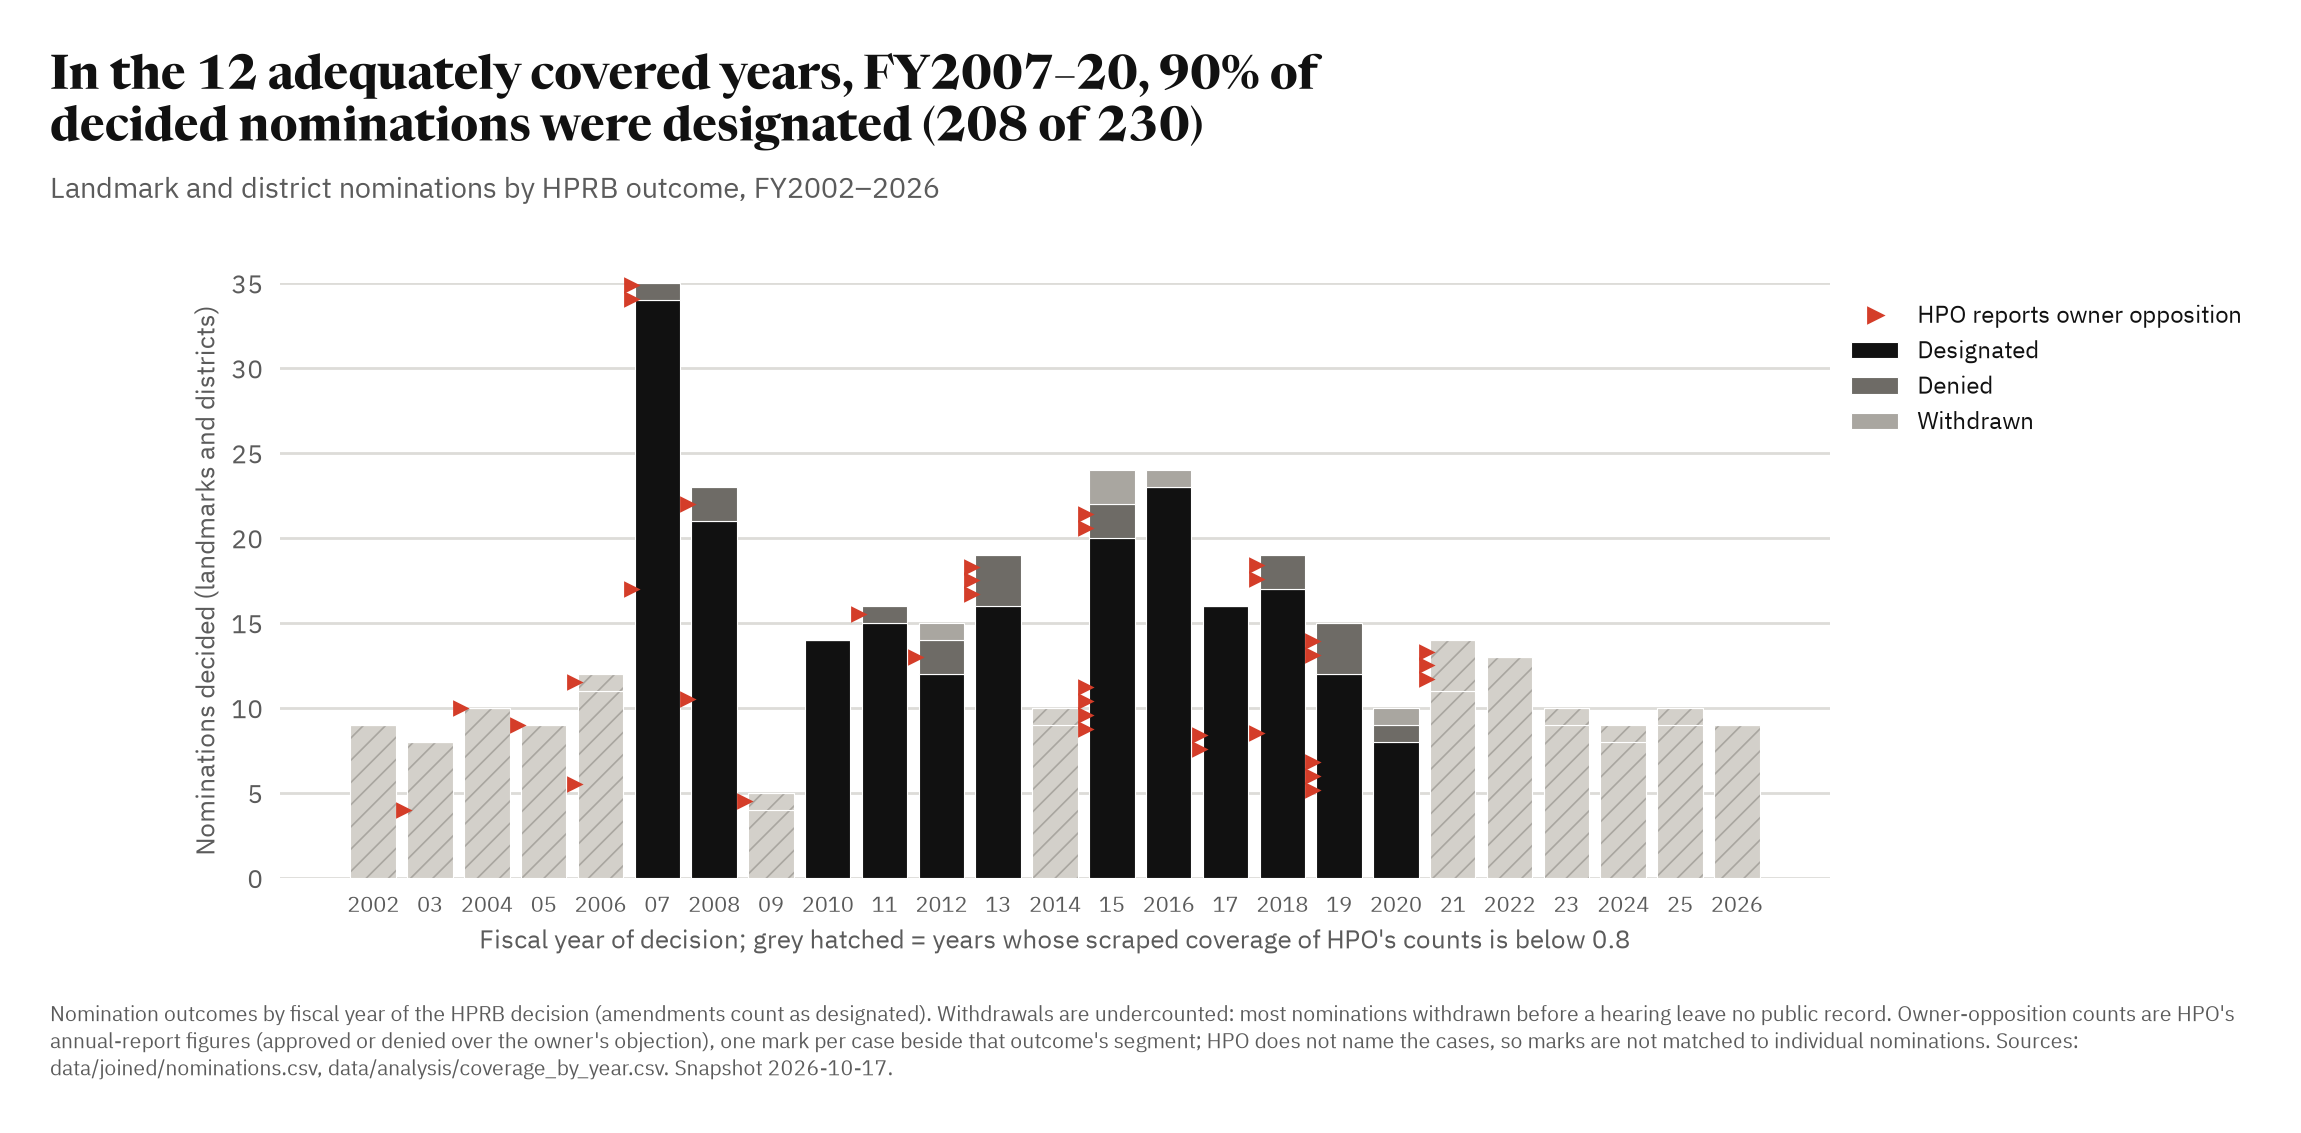 In the 12 adequately covered years, FY2007–20, 90% of
decided nominations were designated (208 of 230)
Landmark and district nominations by HPRB outcome, FY2002–2026
Nominations decided (landmarks and districts)
35
30
25
20
15
10
5
0
HPO reports owner opposition
Designated
Denied
Withdrawn
2002 03 2004 05 2006 07 2008 09 2010 11 2012 13 2014 15 2016 17 2018 19 2020 21 2022 23 2024 25 2026
Fiscal year of decision; grey hatched = years whose scraped coverage of HPO's counts is below 0.8
Nomination outcomes by fiscal year of the HPRB decision (amendments count as designated). Withdrawals are undercounted: most nominations withdrawn before a hearing leave no public record. Owner-opposition counts are HPO's
annual-report figures (approved or denied over the owner's objection), one mark per case beside that outcome's segment; HPO does not name the cases, so marks are not matched to individual nominations. Sources:
data/joined/nominations.csv, data/analysis/coverage_by_year.csv. Snapshot 2026-10-17.